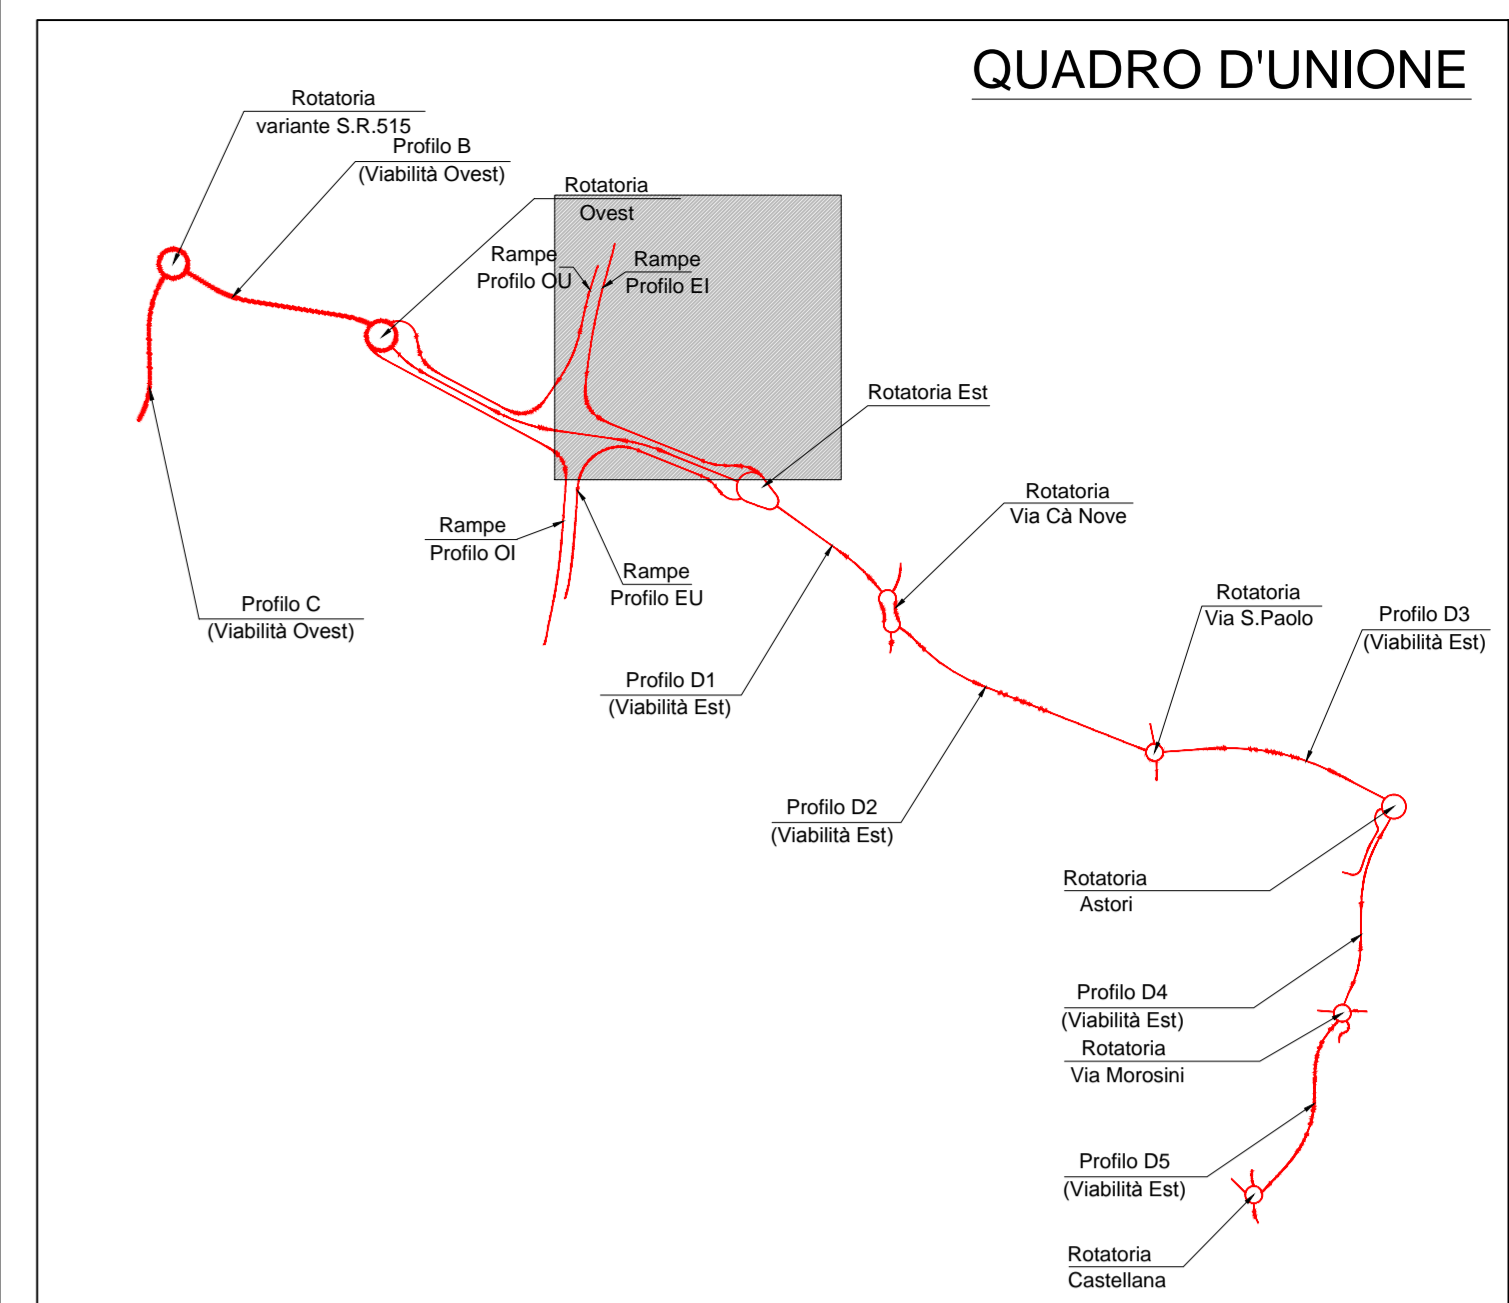 QUADRO D'UNIONE
Rotatoria
variante S.R.515
Profilo B
(Viabilità Ovest)
Rotatoria
Ovest
Rampe
Profilo OU
Rampe
Profilo EI
Rotatoria Est
Rotatoria
Via Cà Nove
Rampe
Profilo OI
Rampe
Profilo EU
Profilo C
(Viabilità Ovest)
Rotatoria
Via S.Paolo
Profilo D3
(Viabilità Est)
Profilo D1
(Viabilità Est)
Profilo D2
(Viabilità Est)
Rotatoria
Astori
Profilo D4
(Viabilità Est)
Rotatoria
Via Morosini
Profilo D5
(Viabilità Est)
Rotatoria
Castellana